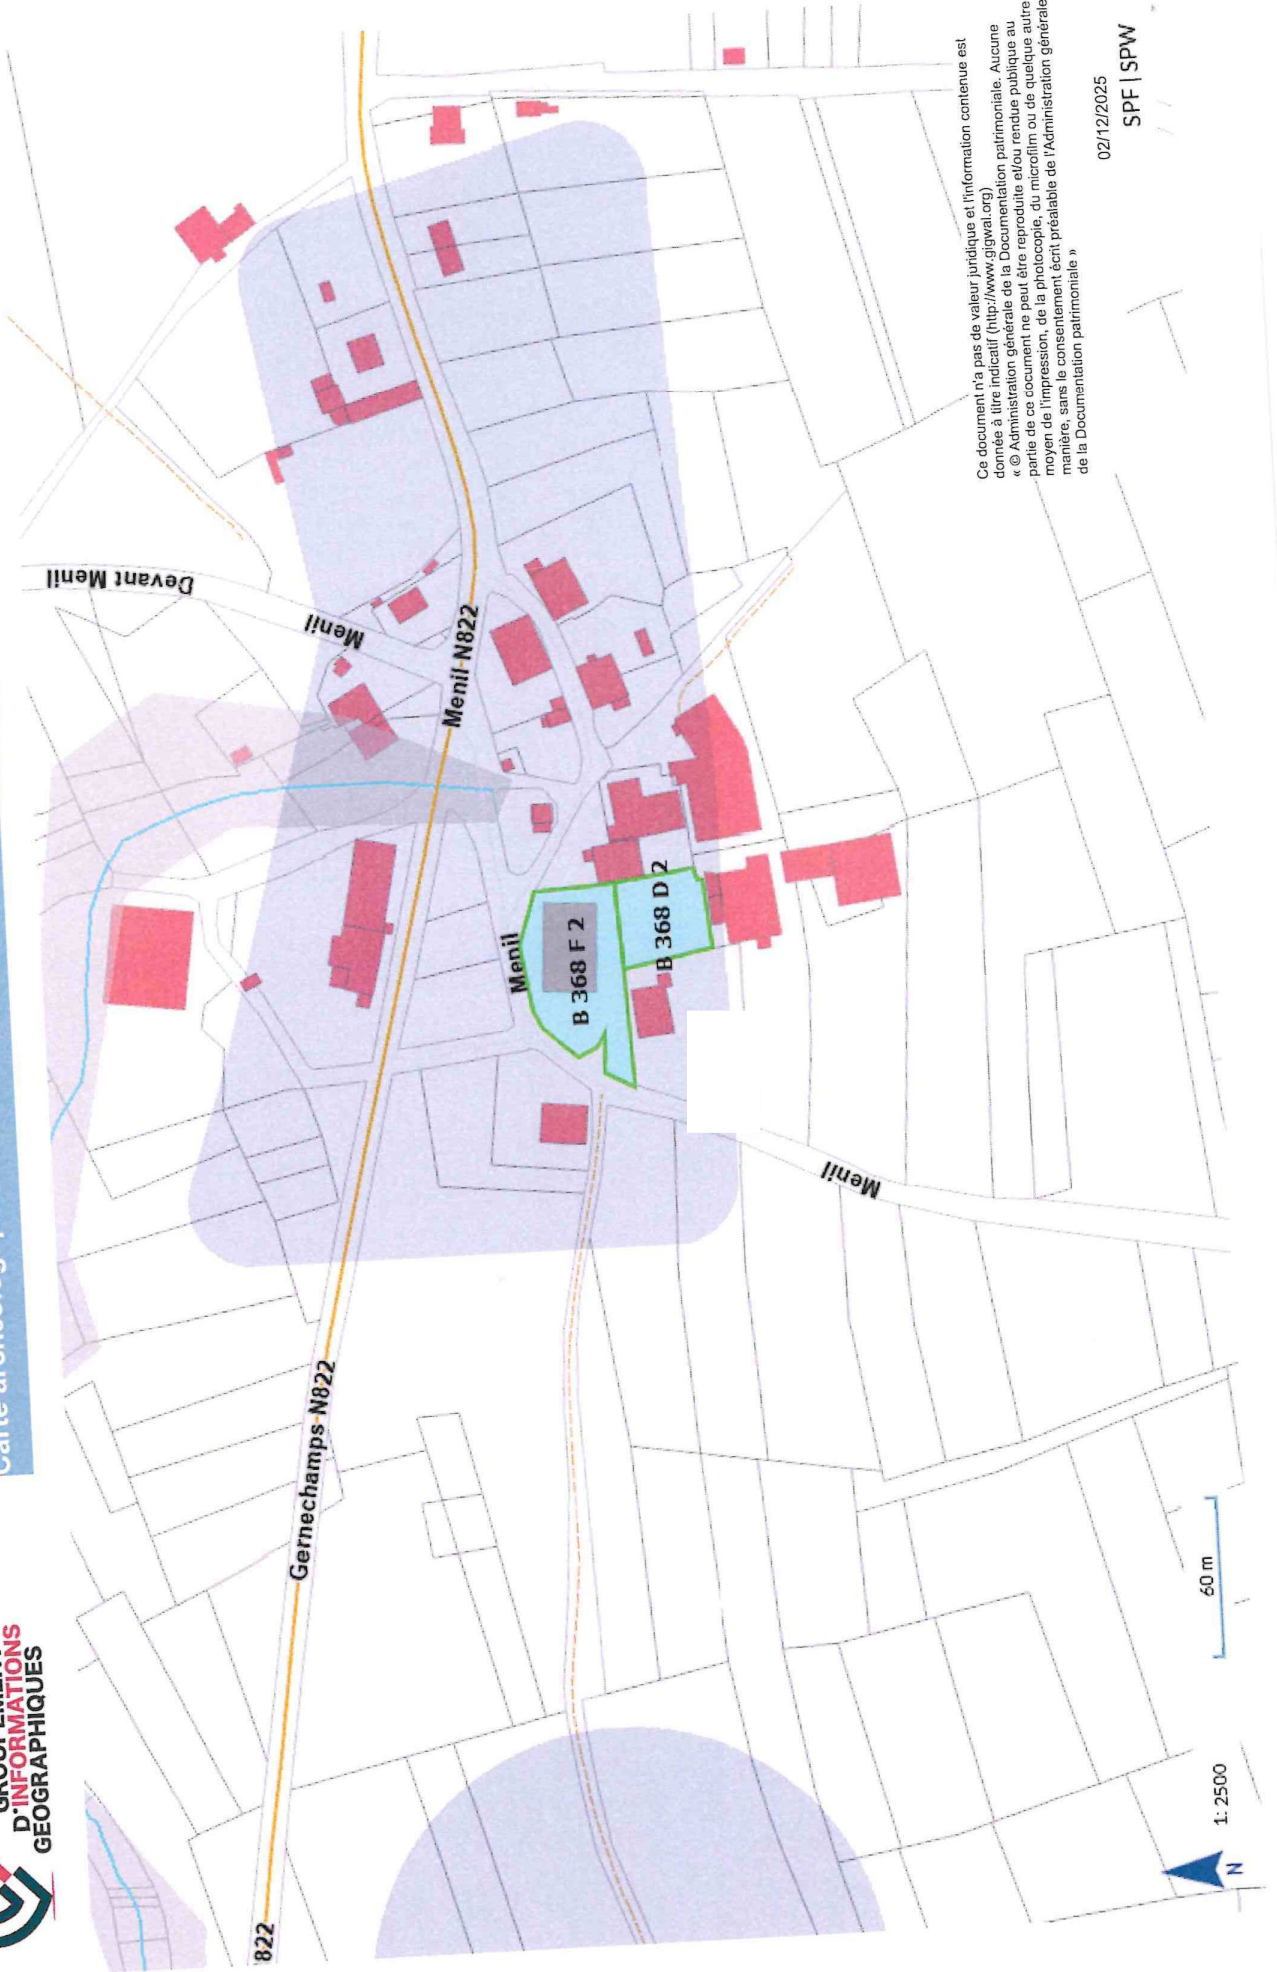 D'INFORMATIONS
GEOGRAPHIQUES
Devant Menil
Menil
Menil-N822
Menil
B 368 F 2
B 368 D 2
Menil
Gernechamps-N822
822
Ce document n'a pas de valeur juridique et l'information contenue est
donnée à titre indicatif (http://www.gigwal.org)
« © Administration générale de la Documentation patrimoniale. Aucune
partie de ce document ne peut être reproduite et/ou rendue publique au
moyen de l'impression, de la photocopie, du microfilm ou de quelque autre
manière, sans le consentement écrit préalable de l'Administration générale
de la Documentation patrimoniale »
02/12/2025
SPF | SPW
N
1: 2500
60 m